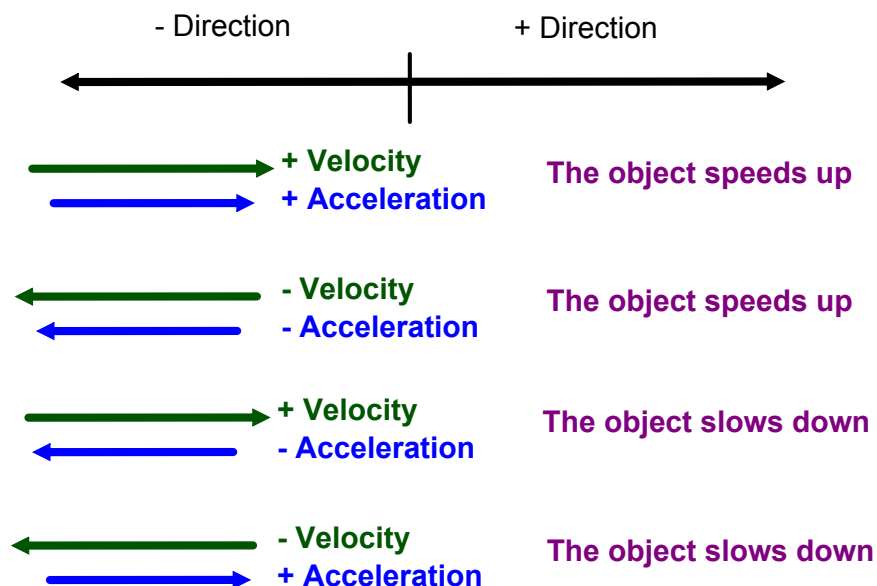 - Direction + Direction
+ Velocity
+ Acceleration
The object speeds up
- Velocity
- Acceleration
The object speeds up
+ Velocity
- Acceleration
The object slows down
- Velocity
+ Acceleration
The object slows down